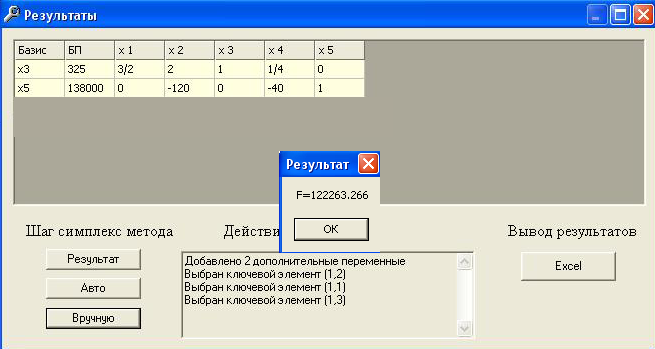 Результаты
Базис БП x 1 x 2 x 3 x 4 x 5
x3 325 3/2 2 1 1/4 0
x5 138000 0 -120 0 -40 1
Результат
F=122263.266
OK
Шаг симплекс метода
Действи
Вывод результатов
Результат
Авто
Вручную
Добавлено 2 дополнительные переменные
Выбран ключевой элемент (1,2)
Выбран ключевой элемент (1,1)
Выбран ключевой элемент (1,3)
Excel